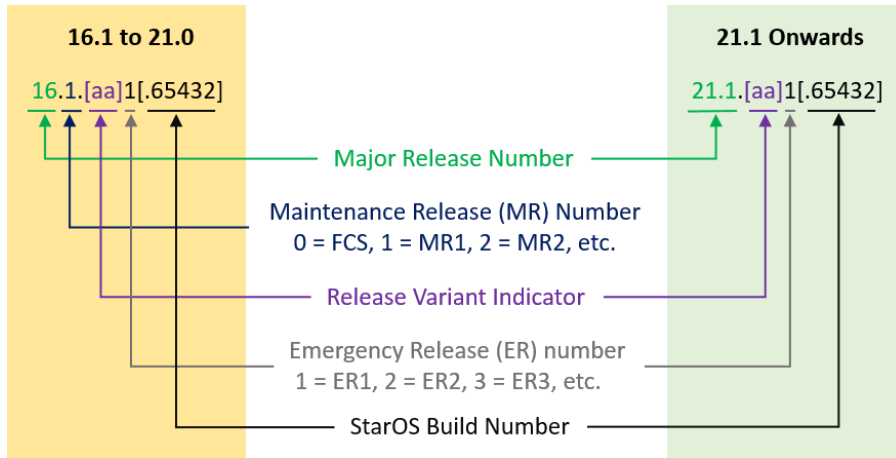 16.1 to 21.0
21.1 Onwards
16.1.[aa]1[.65432]
21.1.[aa]1[.65432]
Major Release Number
Maintenance Release (MR) Number
0 = FCS, 1 = MR1, 2 = MR2, etc.
Release Variant Indicator
Emergency Release (ER) number
1 = ER1, 2 = ER2, 3 = ER3, etc.
StarOS Build Number